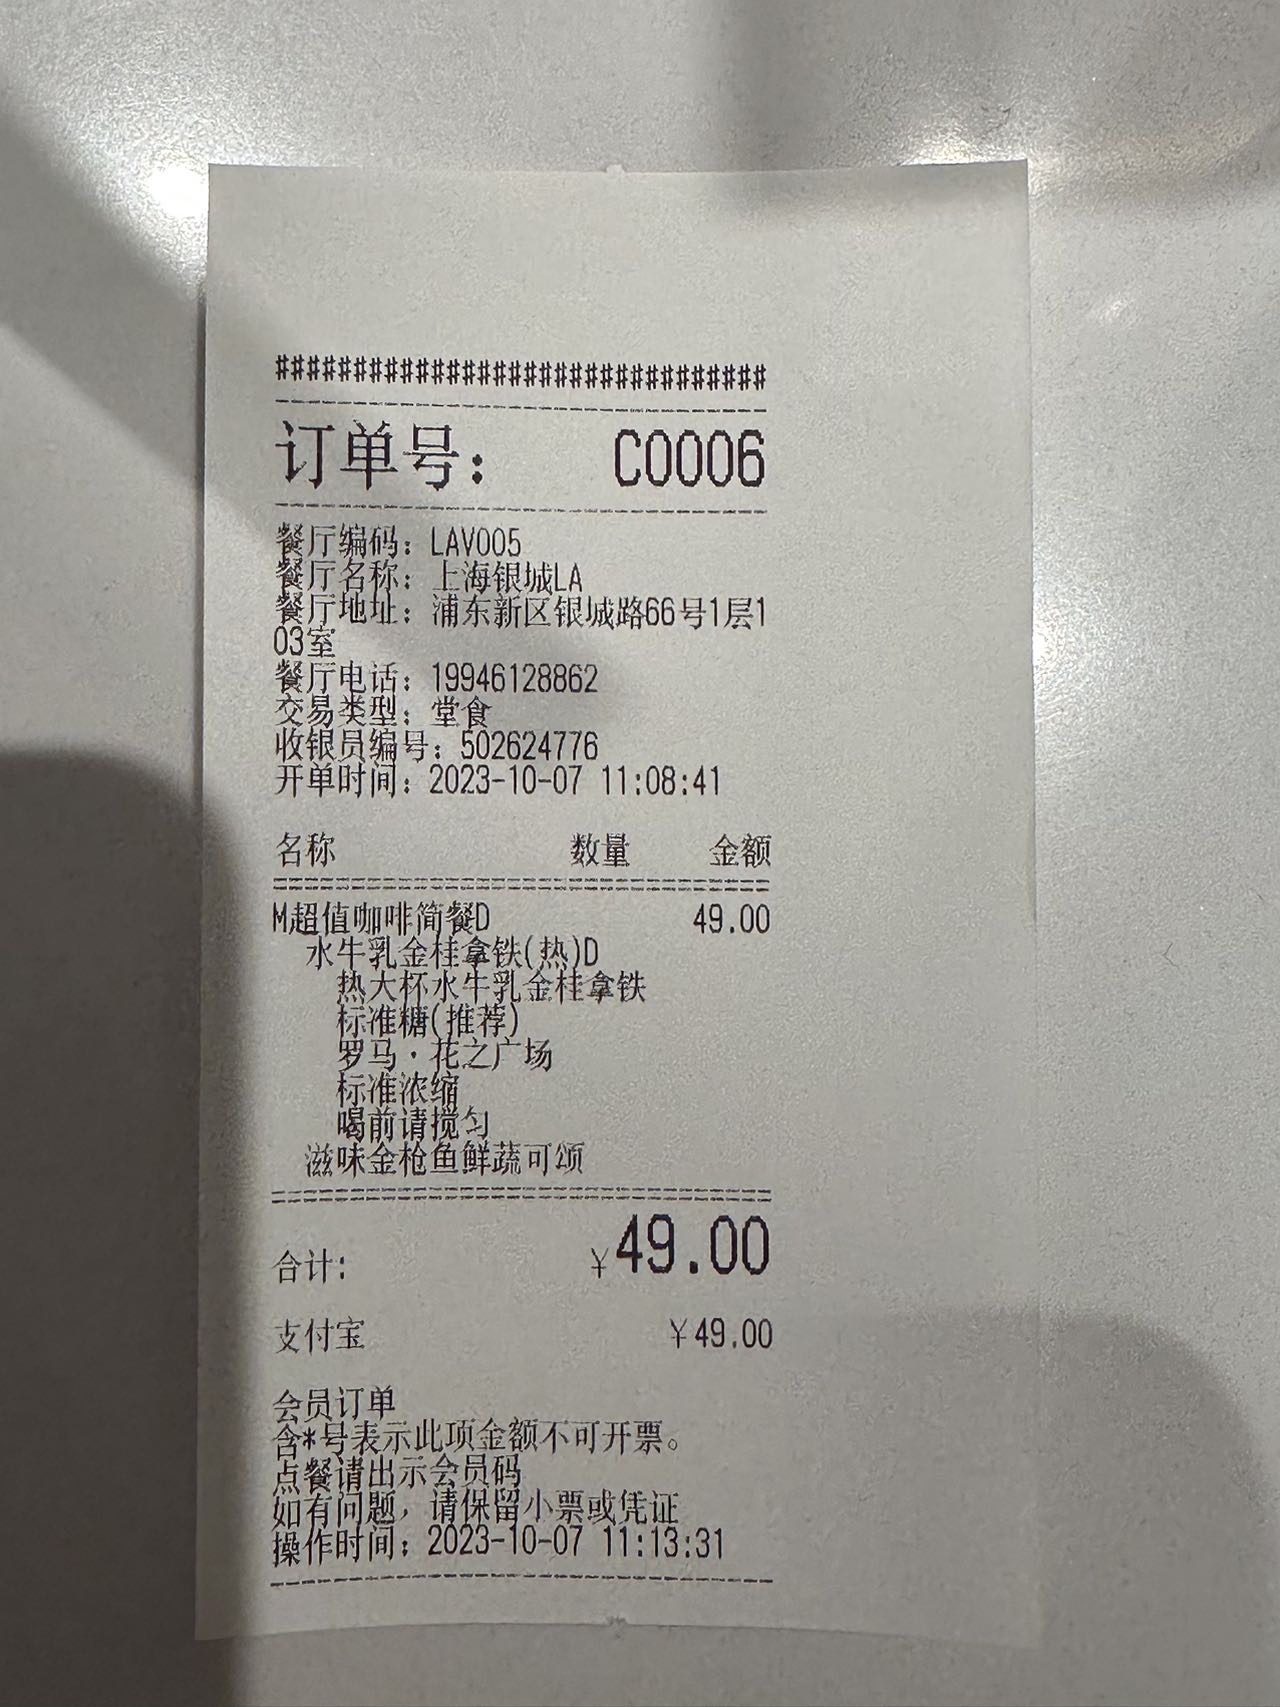 ################################
订单号： C0006
餐厅编码：LAV005
餐厅名称：上海银城LA
餐厅地址：浦东新区银城路66号1层1
03室
餐厅电话：19946128862
交易类型：堂食
收银员编号：502624776
开单时间：2023-10-07 11:08:41
名称 数量 金额
M超值咖啡简餐D 49.00
水牛乳金桂拿铁(热)D
热大杯水牛乳金桂拿铁
标准糖(推荐)
罗马·花之广场
标准浓缩
喝前请搅匀
滋味金枪鱼鲜蔬可颂
合计: ¥49.00
支付宝 ¥49.00
会员订单
含*号表示此项金额不可开票。
点餐请出示会员码
如有问题，请保留小票或凭证
操作时间：2023-10-07 11:13:31